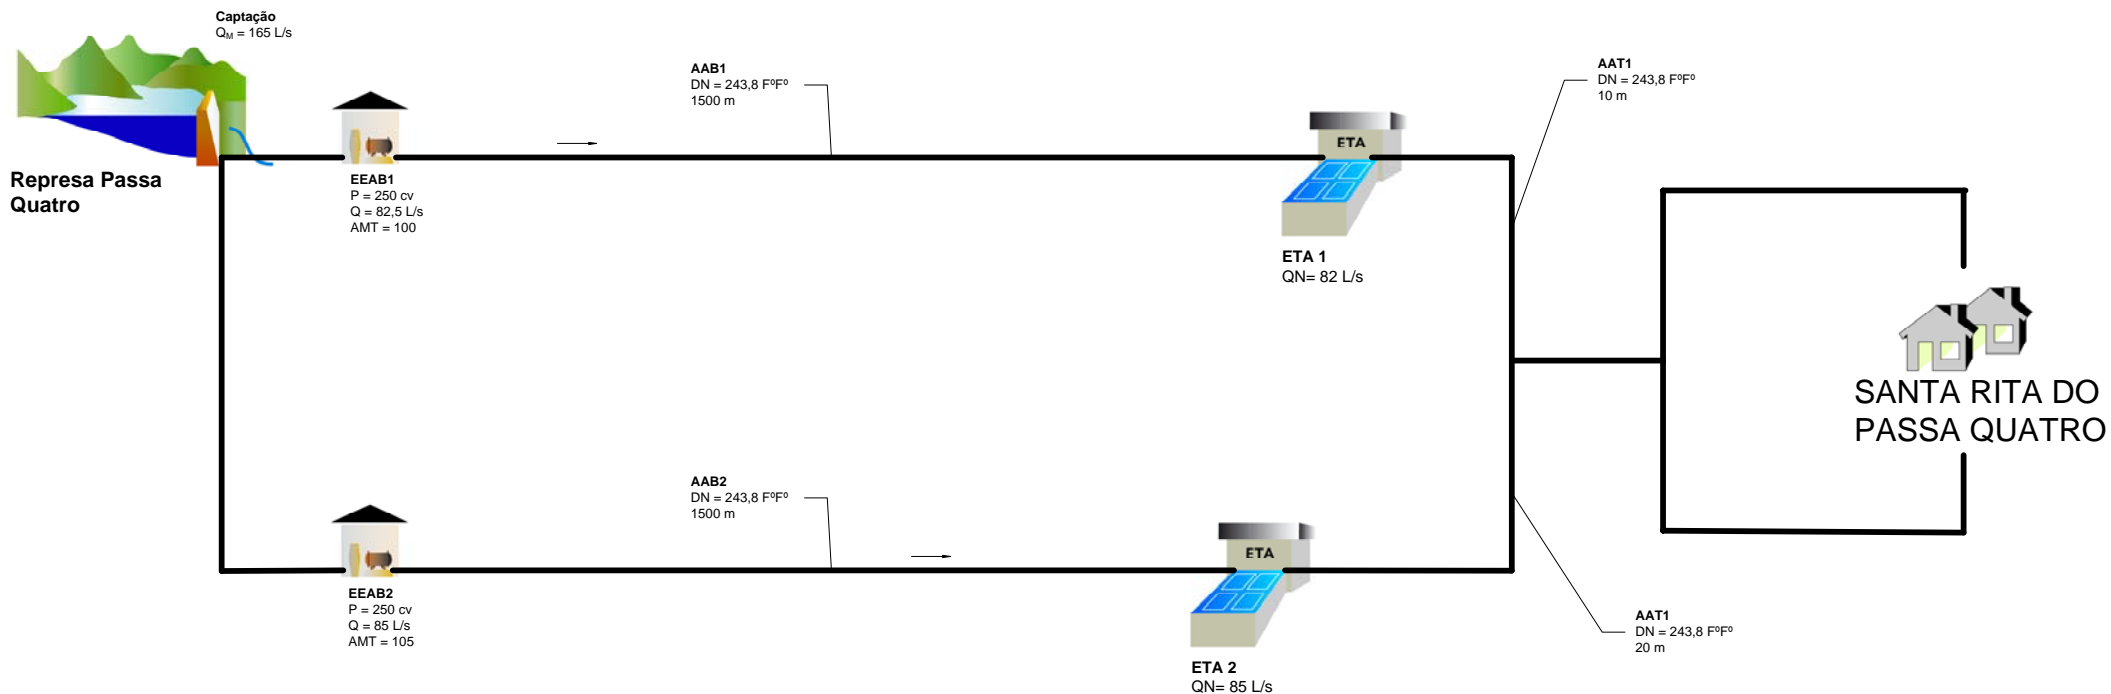 Captação
QM = 165 L/s
Represa Passa
Quatro
EEAB1
P = 250 cv
Q = 82,5 L/s
AMT = 100
AAB1
DN = 243,8 FºFº
1500 m
ETA
ETA 1
QN= 82 L/s
AAT1
DN = 243,8 FºFº
10 m
SANTA RITA DO
PASSA QUATRO
EEAB2
P = 250 cv
Q = 85 L/s
AMT = 105
AAB2
DN = 243,8 FºFº
1500 m
ETA
ETA 2
QN= 85 L/s
AAT1
DN = 243,8 FºFº
20 m